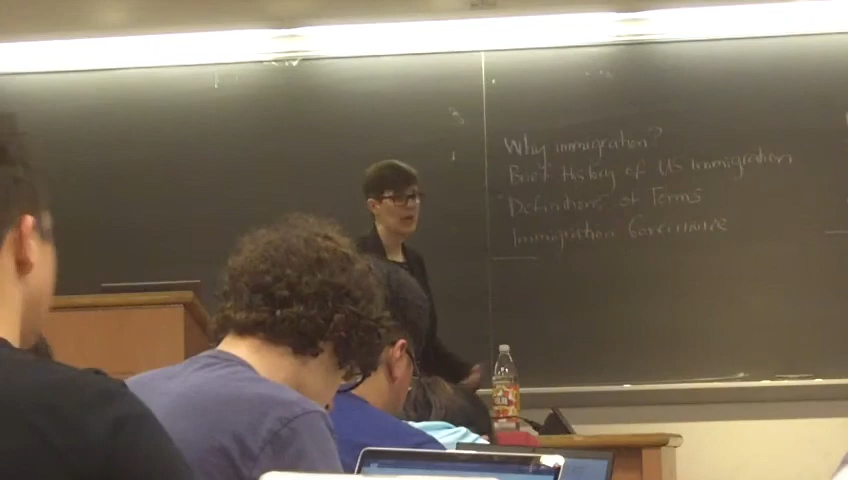 Why immigration?
Brief History of US Immigration
"Definitions" of Terms
Immigration Governance